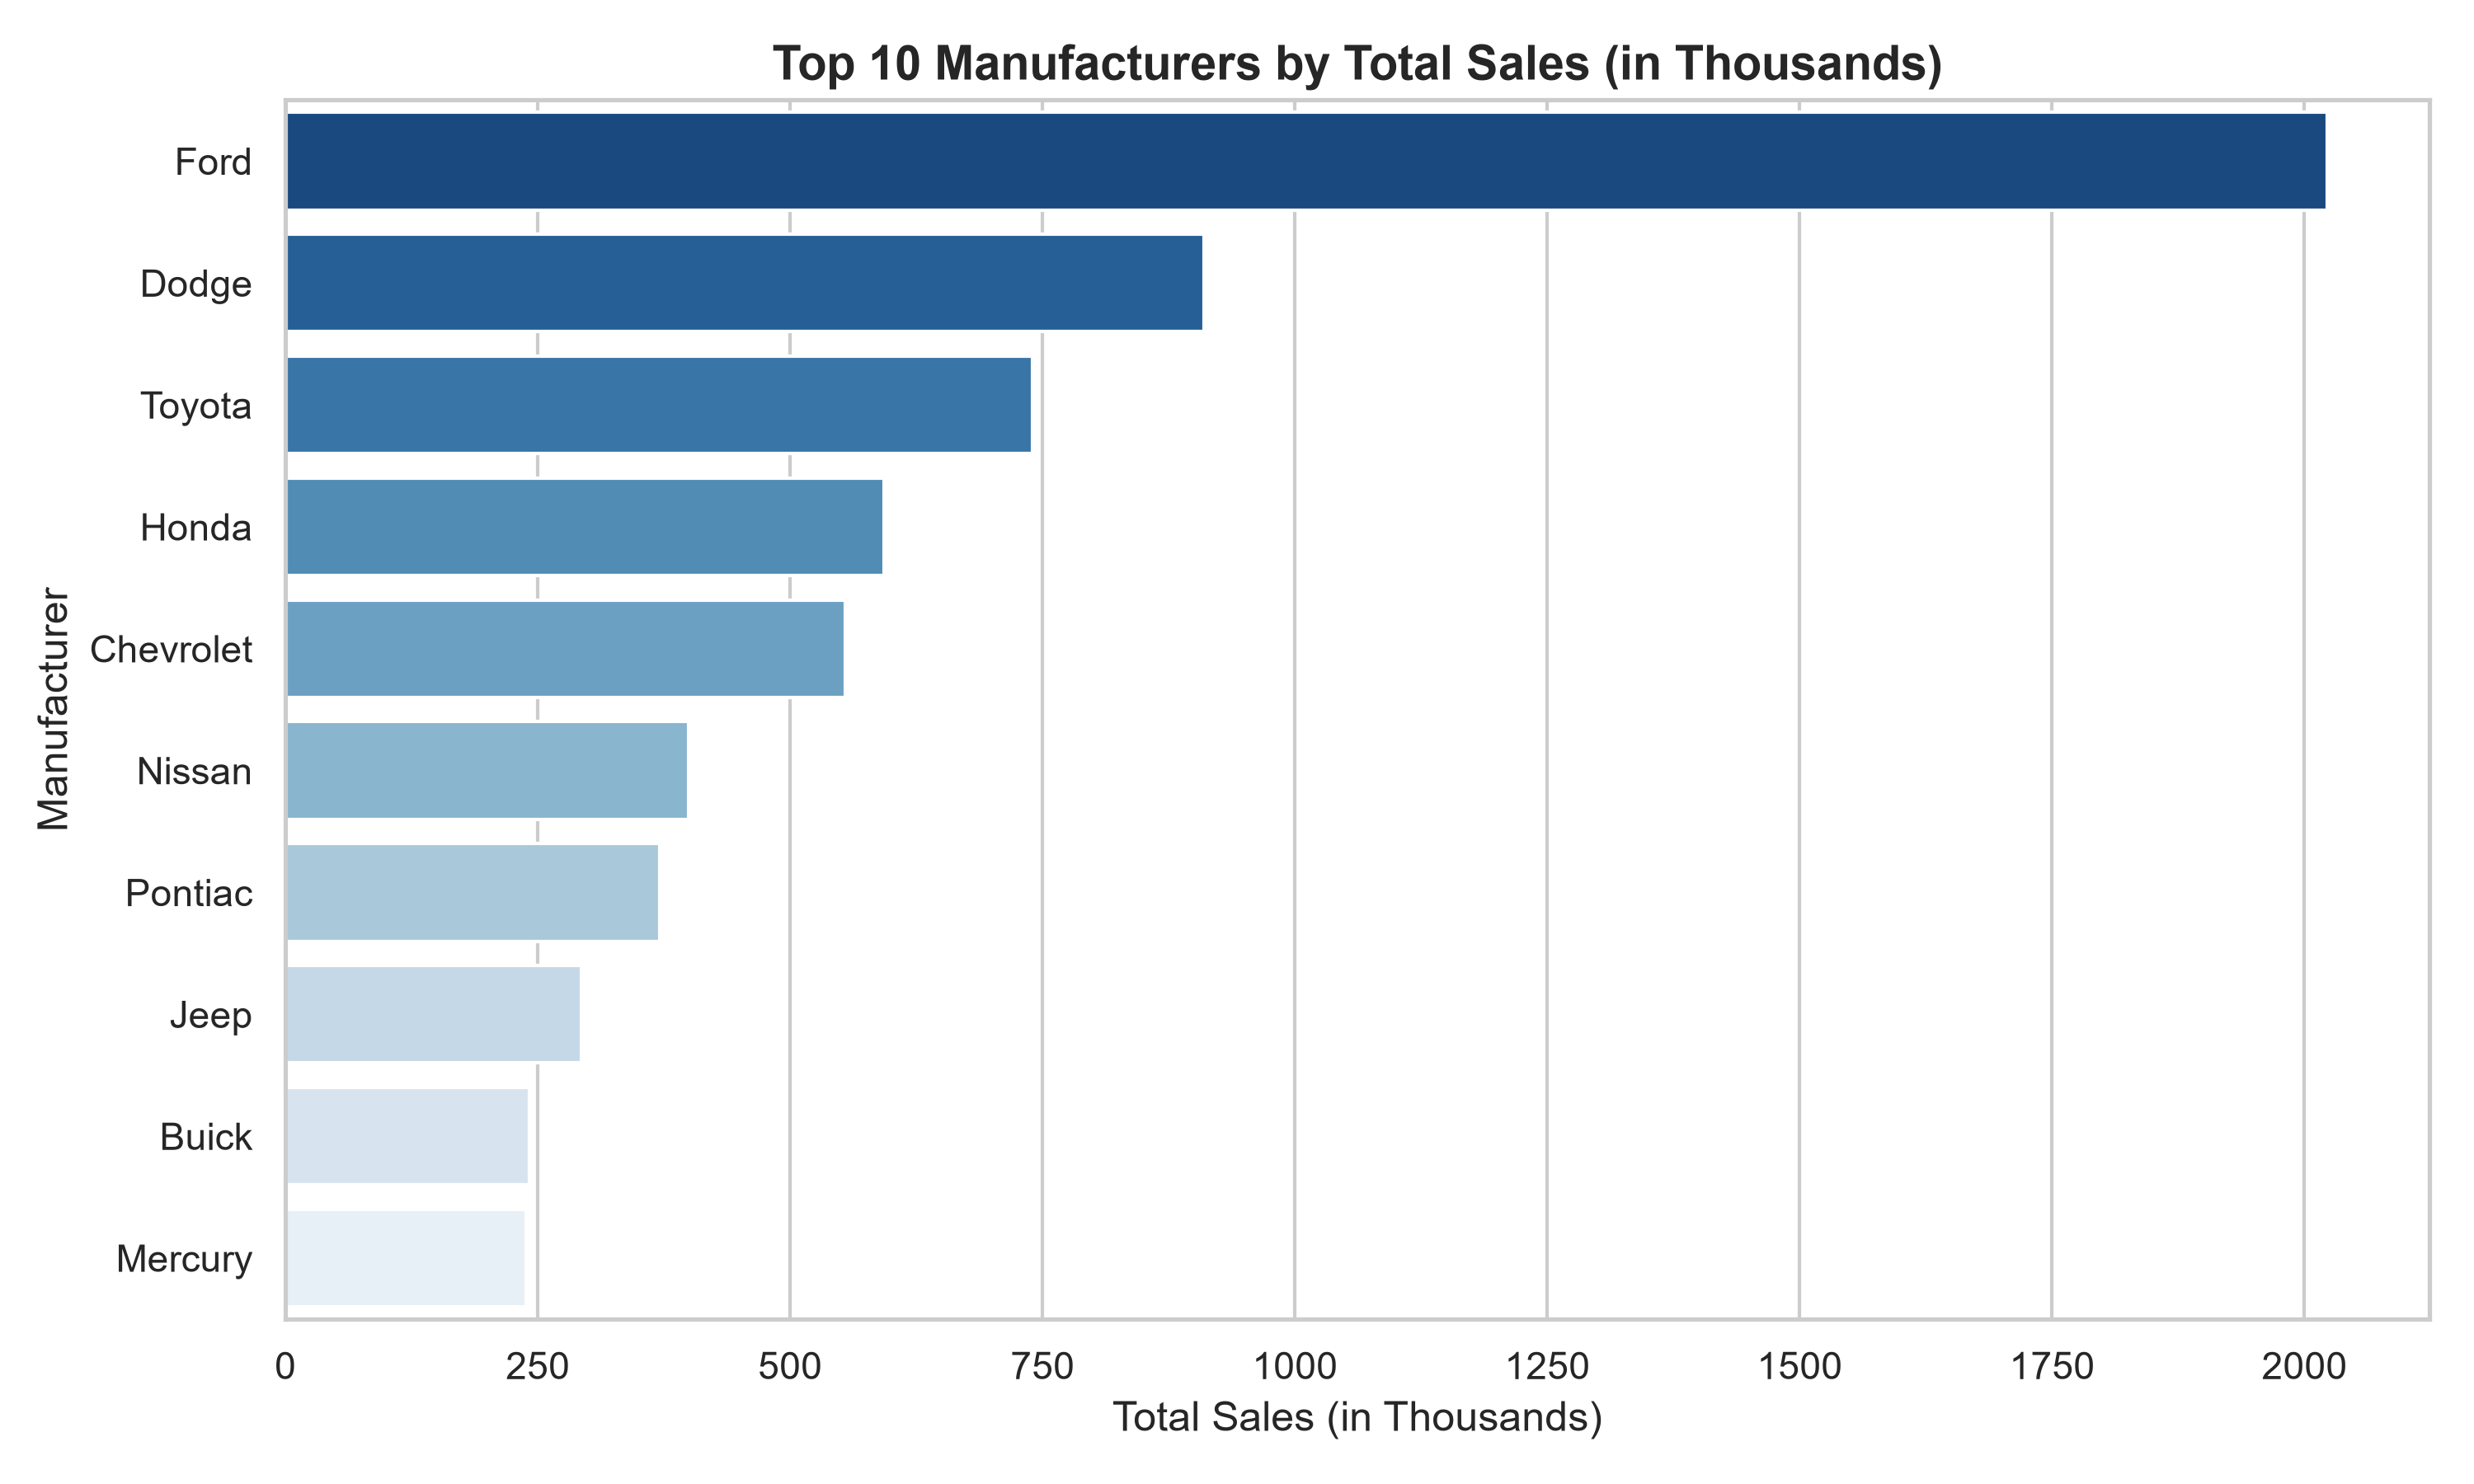 Top 10 Manufacturers by Total Sales (in Thousands)
Manufacturer
Ford
Dodge
Toyota
Honda
Chevrolet
Nissan
Pontiac
Jeep
Buick
Mercury
0 250 500 750 1000 1250 1500 1750 2000
Total Sales (in Thousands)